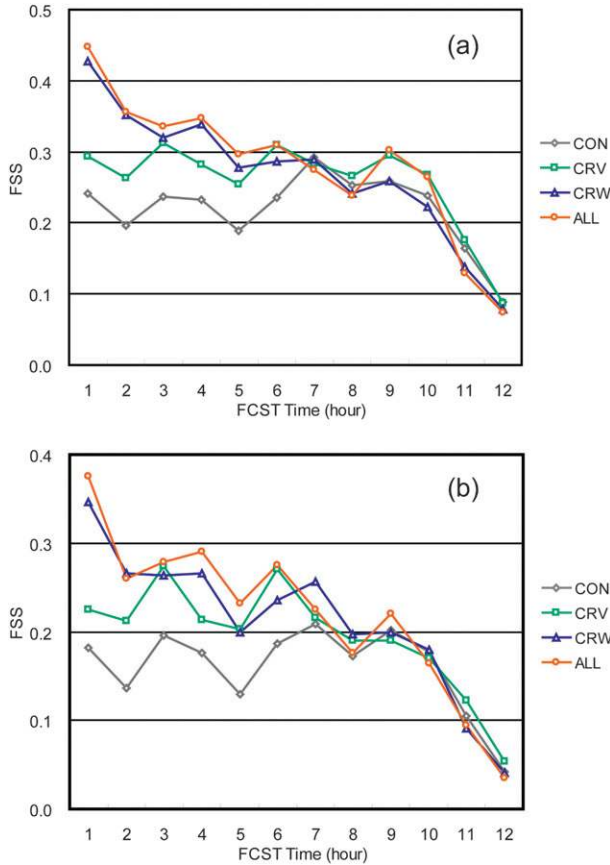 0.5
(a)
0.4
0.3
FSS
0.2
0.1
0.0
1 2 3 4 5 6 7 8 9 10 11 12
FCST Time (hour)
CON
CRV
CRW
ALL
0.4
(b)
0.3
FSS
0.2
0.1
0.0
1 2 3 4 5 6 7 8 9 10 11 12
FCST Time (hour)
CON
CRV
CRW
ALL